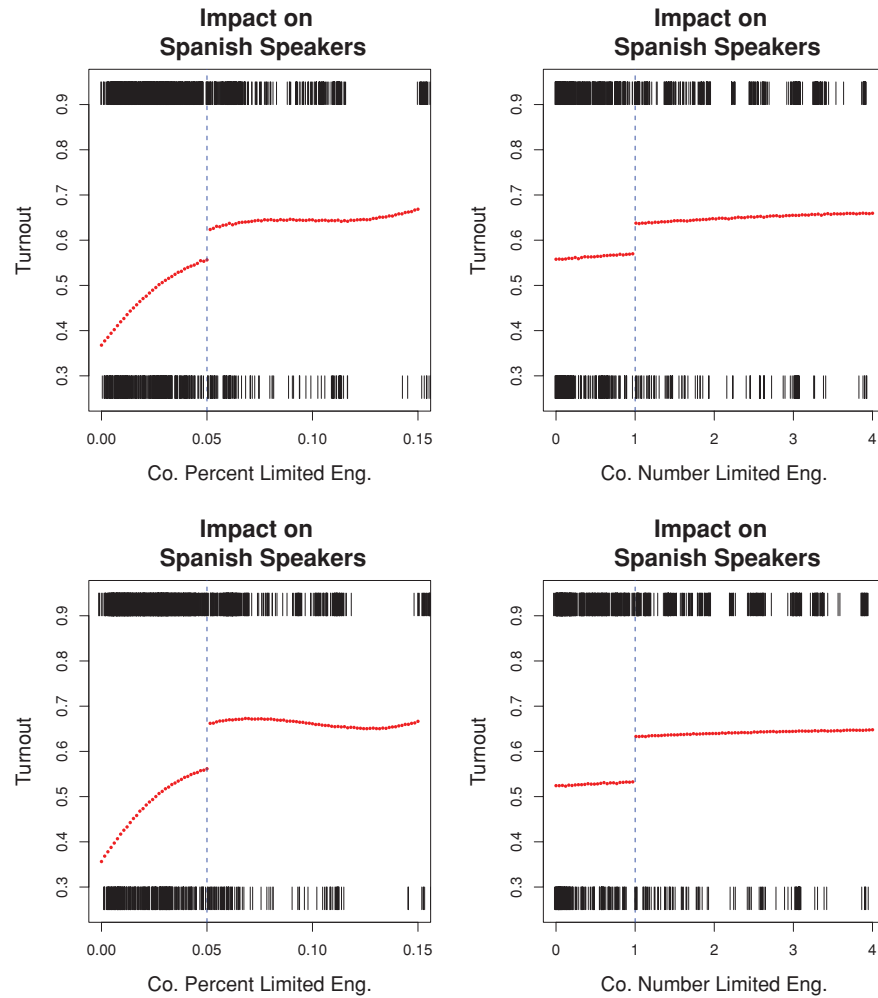 Impact on
Spanish Speakers
Turnout
0.9
0.8
0.7
0.6
0.5
0.4
0.3
0.00
0.05
0.10
0.15
Co. Percent Limited Eng.
Impact on
Spanish Speakers
Turnout
0.9
0.8
0.7
0.6
0.5
0.4
0.3
0
1
2
3
4
Co. Number Limited Eng.
Impact on
Spanish Speakers
Turnout
0.9
0.8
0.7
0.6
0.5
0.4
0.3
0.00
0.05
0.10
0.15
Co. Percent Limited Eng.
Impact on
Spanish Speakers
Turnout
0.9
0.8
0.7
0.6
0.5
0.4
0.3
0
1
2
3
4
Co. Number Limited Eng.